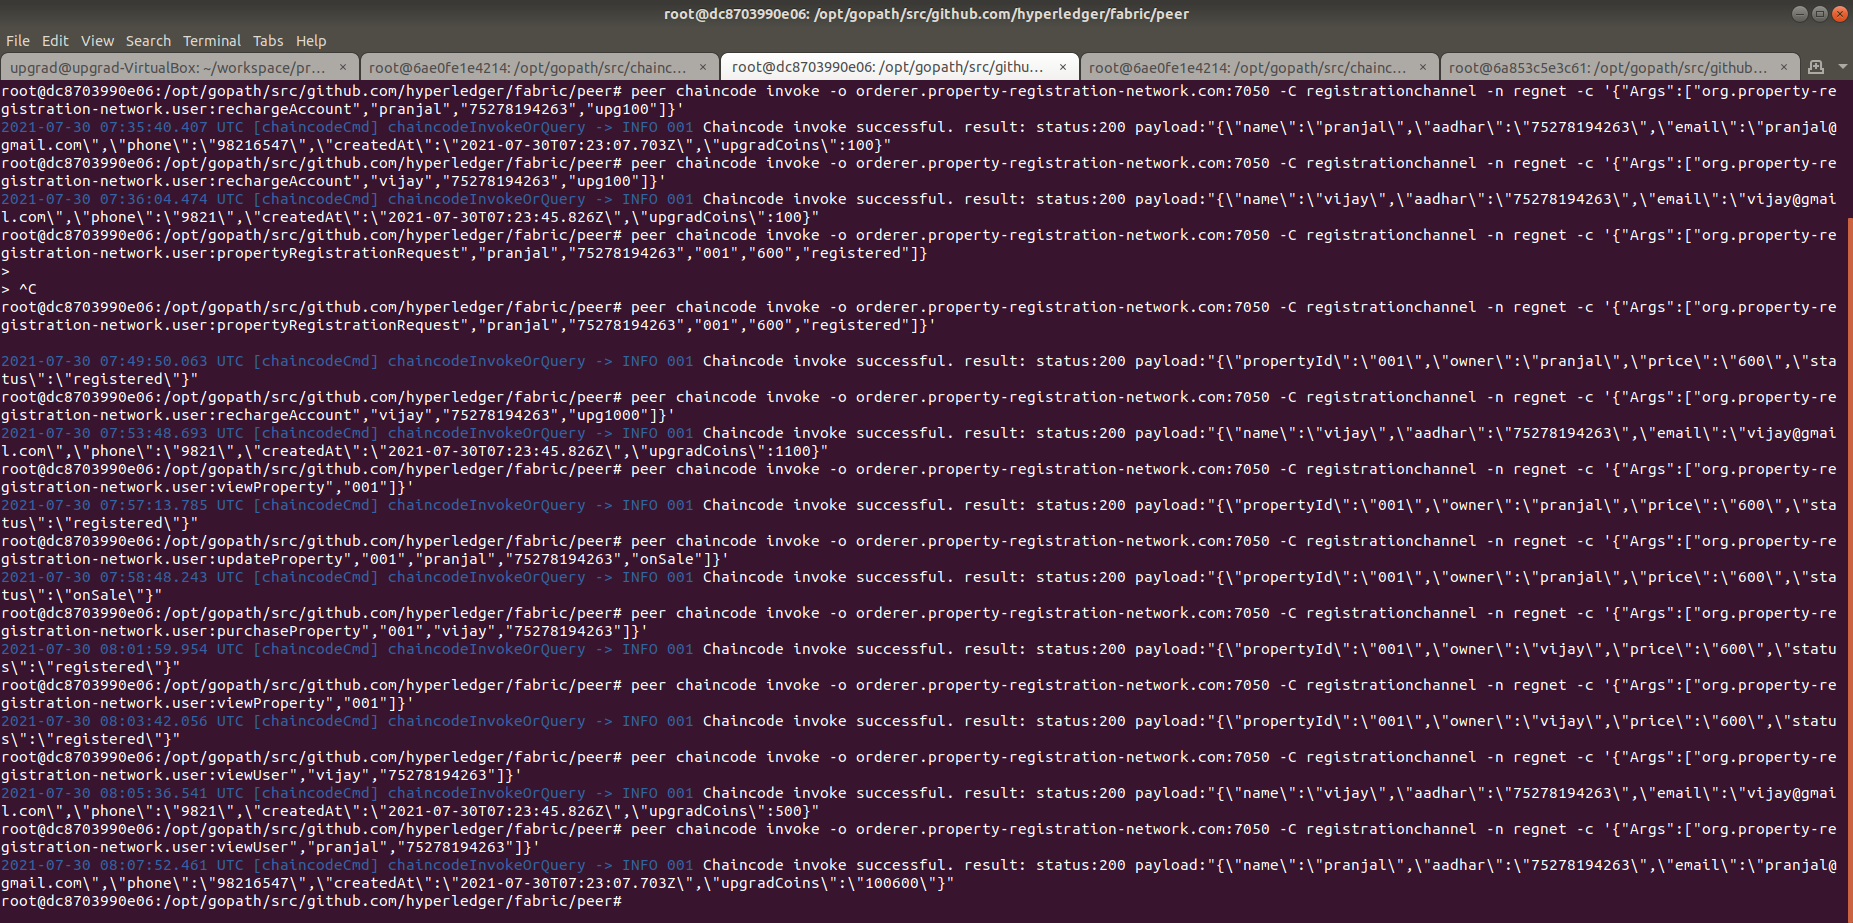 root@dc8703990e06: /opt/gopath/src/github.com/hyperledger/fabric/peer
File Edit View Search Terminal Tabs Help
upgrad@upgrad-VirtualBox: ~/workspace/pr... × root@6ae0fe1e4214: /opt/gopath/src/chainc... × root@dc8703990e06: /opt/gopath/src/githu... × root@6ae0fe1e4214: /opt/gopath/src/chainc... × root@6a853c5e3c61: /opt/gopath/src/github... ×
root@dc8703990e06:/opt/gopath/src/github.com/hyperledger/fabric/peer# peer chaincode invoke -o orderer.property-registration-network.com:7050 -C registrationchannel -n regnet -c '{"Args":["org.property-re
gistration-network.user:rechargeAccount","pranjal","75278194263","upg100"]}'
2021-07-30 07:35:40.407 UTC [chaincodeCmd] chaincodeInvokeOrQuery -> INFO 001 Chaincode invoke successful. result: status:200 payload:"{\"name\":\"pranjal\",\"aadhar\":\"75278194263\",\"email\":\"pranjal@
gmail.com\",\"phone\":\"98216547\",\"createdAt\":\"2021-07-30T07:23:07.703Z\",\"upgradCoins\":100}"
root@dc8703990e06:/opt/gopath/src/github.com/hyperledger/fabric/peer# peer chaincode invoke -o orderer.property-registration-network.com:7050 -C registrationchannel -n regnet -c '{"Args":["org.property-re
gistration-network.user:rechargeAccount","vijay","75278194263","upg100"]}'
2021-07-30 07:36:04.474 UTC [chaincodeCmd] chaincodeInvokeOrQuery -> INFO 001 Chaincode invoke successful. result: status:200 payload:"{\"name\":\"vijay\",\"aadhar\":\"75278194263\",\"email\":\"vijay@gmai
l.com\",\"phone\":\"9821\",\"createdAt\":\"2021-07-30T07:23:45.826Z\",\"upgradCoins\":100}"
root@dc8703990e06:/opt/gopath/src/github.com/hyperledger/fabric/peer# peer chaincode invoke -o orderer.property-registration-network.com:7050 -C registrationchannel -n regnet -c '{"Args":["org.property-re
gistration-network.user:propertyRegistrationRequest","pranjal","75278194263","001","600","registered"]}
>
> ^C
root@dc8703990e06:/opt/gopath/src/github.com/hyperledger/fabric/peer# peer chaincode invoke -o orderer.property-registration-network.com:7050 -C registrationchannel -n regnet -c '{"Args":["org.property-re
gistration-network.user:propertyRegistrationRequest","pranjal","75278194263","001","600","registered"]}'
2021-07-30 07:49:50.063 UTC [chaincodeCmd] chaincodeInvokeOrQuery -> INFO 001 Chaincode invoke successful. result: status:200 payload:"{\"propertyId\":\"001\",\"owner\":\"pranjal\",\"price\":\"600\",\"sta
tus\":\"registered\"}"
root@dc8703990e06:/opt/gopath/src/github.com/hyperledger/fabric/peer# peer chaincode invoke -o orderer.property-registration-network.com:7050 -C registrationchannel -n regnet -c '{"Args":["org.property-re
gistration-network.user:rechargeAccount","vijay","75278194263","upg1000"]}'
2021-07-30 07:53:48.693 UTC [chaincodeCmd] chaincodeInvokeOrQuery -> INFO 001 Chaincode invoke successful. result: status:200 payload:"{\"name\":\"vijay\",\"aadhar\":\"75278194263\",\"email\":\"vijay@gmai
l.com\",\"phone\":\"9821\",\"createdAt\":\"2021-07-30T07:23:45.826Z\",\"upgradCoins\":1100}"
root@dc8703990e06:/opt/gopath/src/github.com/hyperledger/fabric/peer# peer chaincode invoke -o orderer.property-registration-network.com:7050 -C registrationchannel -n regnet -c '{"Args":["org.property-re
gistration-network.user:viewProperty","001"]}'
2021-07-30 07:57:13.785 UTC [chaincodeCmd] chaincodeInvokeOrQuery -> INFO 001 Chaincode invoke successful. result: status:200 payload:"{\"propertyId\":\"001\",\"owner\":\"pranjal\",\"price\":\"600\",\"sta
tus\":\"registered\"}"
root@dc8703990e06:/opt/gopath/src/github.com/hyperledger/fabric/peer# peer chaincode invoke -o orderer.property-registration-network.com:7050 -C registrationchannel -n regnet -c '{"Args":["org.property-re
gistration-network.user:updateProperty","001","pranjal","75278194263","onSale"]}'
2021-07-30 07:58:48.243 UTC [chaincodeCmd] chaincodeInvokeOrQuery -> INFO 001 Chaincode invoke successful. result: status:200 payload:"{\"propertyId\":\"001\",\"owner\":\"pranjal\",\"price\":\"600\",\"sta
tus\":\"onSale\"}"
root@dc8703990e06:/opt/gopath/src/github.com/hyperledger/fabric/peer# peer chaincode invoke -o orderer.property-registration-network.com:7050 -C registrationchannel -n regnet -c '{"Args":["org.property-re
gistration-network.user:purchaseProperty","001","vijay","75278194263"]}'
2021-07-30 08:01:59.954 UTC [chaincodeCmd] chaincodeInvokeOrQuery -> INFO 001 Chaincode invoke successful. result: status:200 payload:"{\"propertyId\":\"001\",\"owner\":\"vijay\",\"price\":\"600\",\"statu
s\":\"registered\"}"
root@dc8703990e06:/opt/gopath/src/github.com/hyperledger/fabric/peer# peer chaincode invoke -o orderer.property-registration-network.com:7050 -C registrationchannel -n regnet -c '{"Args":["org.property-re
gistration-network.user:viewProperty","001"]}'
2021-07-30 08:03:42.056 UTC [chaincodeCmd] chaincodeInvokeOrQuery -> INFO 001 Chaincode invoke successful. result: status:200 payload:"{\"propertyId\":\"001\",\"owner\":\"vijay\",\"price\":\"600\",\"statu
s\":\"registered\"}"
root@dc8703990e06:/opt/gopath/src/github.com/hyperledger/fabric/peer# peer chaincode invoke -o orderer.property-registration-network.com:7050 -C registrationchannel -n regnet -c '{"Args":["org.property-re
gistration-network.user:viewUser","vijay","75278194263"]}'
2021-07-30 08:05:36.541 UTC [chaincodeCmd] chaincodeInvokeOrQuery -> INFO 001 Chaincode invoke successful. result: status:200 payload:"{\"name\":\"vijay\",\"aadhar\":\"75278194263\",\"email\":\"vijay@gmai
l.com\",\"phone\":\"9821\",\"createdAt\":\"2021-07-30T07:23:45.826Z\",\"upgradCoins\":500}"
root@dc8703990e06:/opt/gopath/src/github.com/hyperledger/fabric/peer# peer chaincode invoke -o orderer.property-registration-network.com:7050 -C registrationchannel -n regnet -c '{"Args":["org.property-re
gistration-network.user:viewUser","pranjal","75278194263"]}'
2021-07-30 08:07:52.461 UTC [chaincodeCmd] chaincodeInvokeOrQuery -> INFO 001 Chaincode invoke successful. result: status:200 payload:"{\"name\":\"pranjal\",\"aadhar\":\"75278194263\",\"email\":\"pranjal@
gmail.com\",\"phone\":\"98216547\",\"createdAt\":\"2021-07-30T07:23:07.703Z\",\"upgradCoins\":\"100600\"}"
root@dc8703990e06:/opt/gopath/src/github.com/hyperledger/fabric/peer#